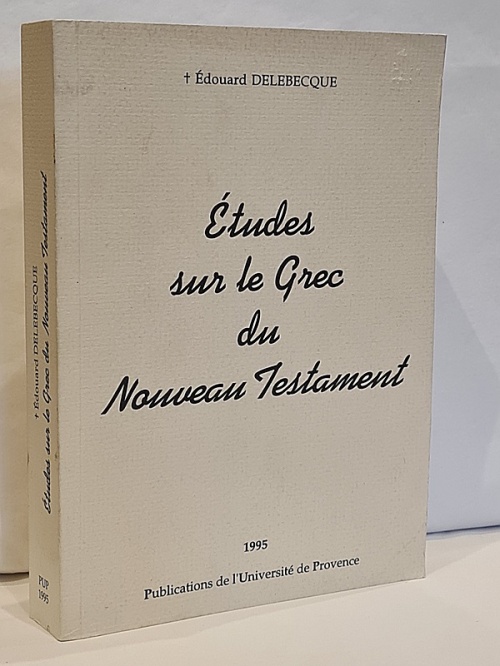 † Édouard DELEBECQUE
Études
sur le Grec
du
Nouveau Testament
1995
Publications de l'Université de Provence
† Édouard DELEBECQUE
Études sur le Grec du Nouveau Testament
PUP
1995